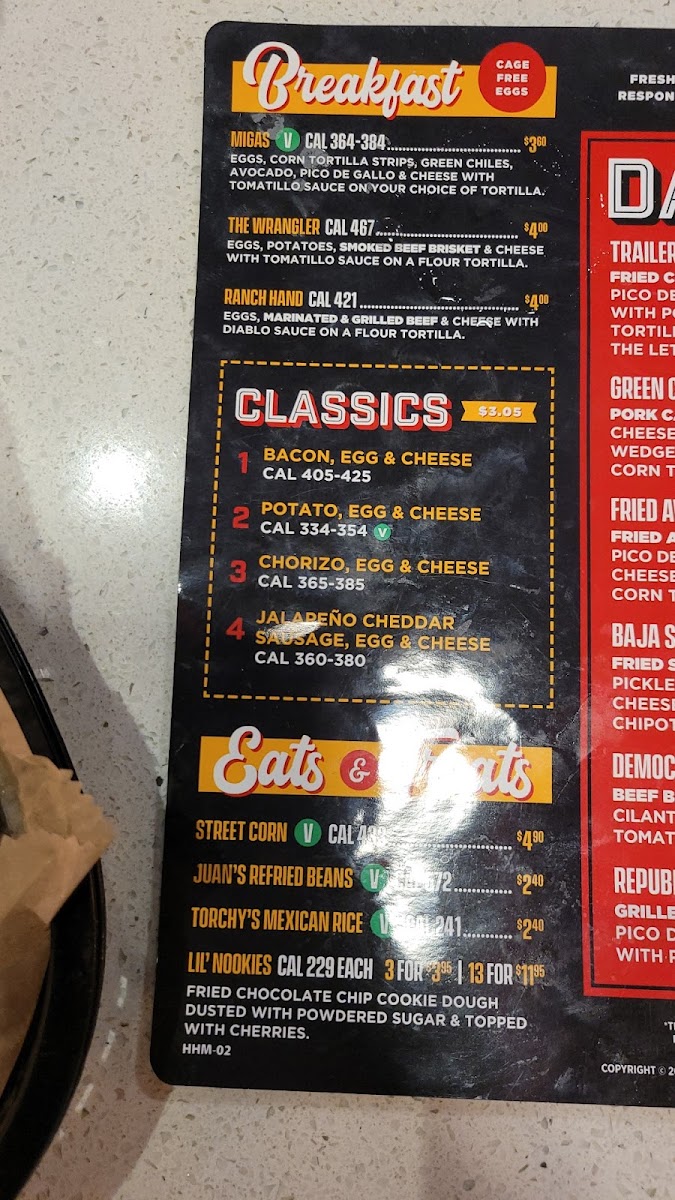 Breakfast
CAGE
FREE
EGGS
MIGAS V CAL 364-384 $3.60
EGGS, CORN TORTILLA STRIPS, GREEN CHILES,
AVOCADO, PICO DE GALLO & CHEESE WITH
TOMATILLO SAUCE ON YOUR CHOICE OF TORTILLA.
THE WRANGLER CAL 467 $4.00
EGGS, POTATOES, SMOKED BEEF BRISKET & CHEESE
WITH TOMATILLO SAUCE ON A FLOUR TORTILLA.
RANCH HAND CAL 421 $4.00
EGGS, MARINATED & GRILLED BEEF & CHEESE WITH
DIABLO SAUCE ON A FLOUR TORTILLA.
CLASSICS $3.05
1 BACON, EGG & CHEESE
CAL 405-425
2 POTATO, EGG & CHEESE
CAL 334-354 V
3 CHORIZO, EGG & CHEESE
CAL 365-385
4 JALAPEÑO CHEDDAR
SAUSAGE, EGG & CHEESE
CAL 360-380
Eats & Treats
STREET CORN V CAL $4.90
JUAN'S REFRIED BEANS V $2.40
TORCHY'S MEXICAN RICE V $2.40
LIL' NOOKIES CAL 229 EACH 3 FOR $3.95 | 13 FOR $11.95
FRIED CHOCOLATE CHIP COOKIE DOUGH
DUSTED WITH POWDERED SUGAR & TOPPED
WITH CHERRIES.
HHM-02
FRESH
RESPON
DA
TRAILER
FRIED C
PICO DE
WITH PO
TORTIL
THE LET
GREEN C
PORK CA
CHEESE
WEDGE
CORN T
FRIED AV
FRIED A
PICO DE
CHEESE
CORN T
BAJA S
FRIED S
PICKLE
CHEESE
CHIPOT
DEMOC
BEEF B
CILANT
TOMAT
REPUB
GRILLE
PICO D
WITH
COPYRIGHT © 20